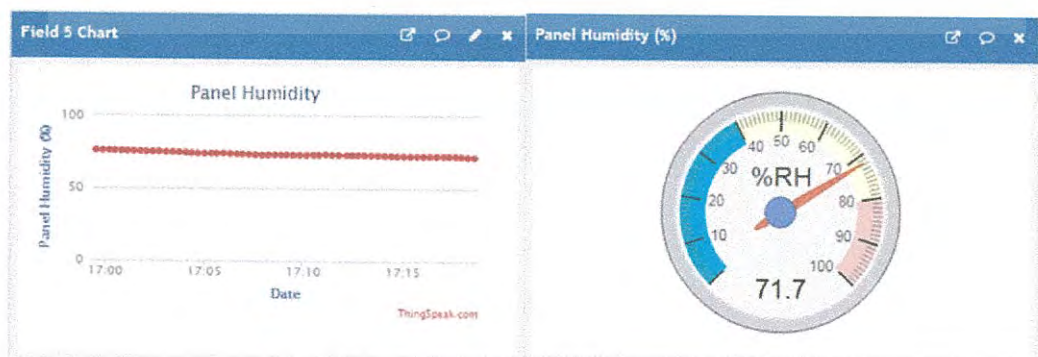 Field 5 Chart
Panel Humidity
Panel Humidity (%)
100
50
0
17:00 17:05 17:10 17:15
Date
ThingSpeak.com
Panel Humidity (%)
%RH
10
20
30
40
50
60
70
80
90
100
71.7